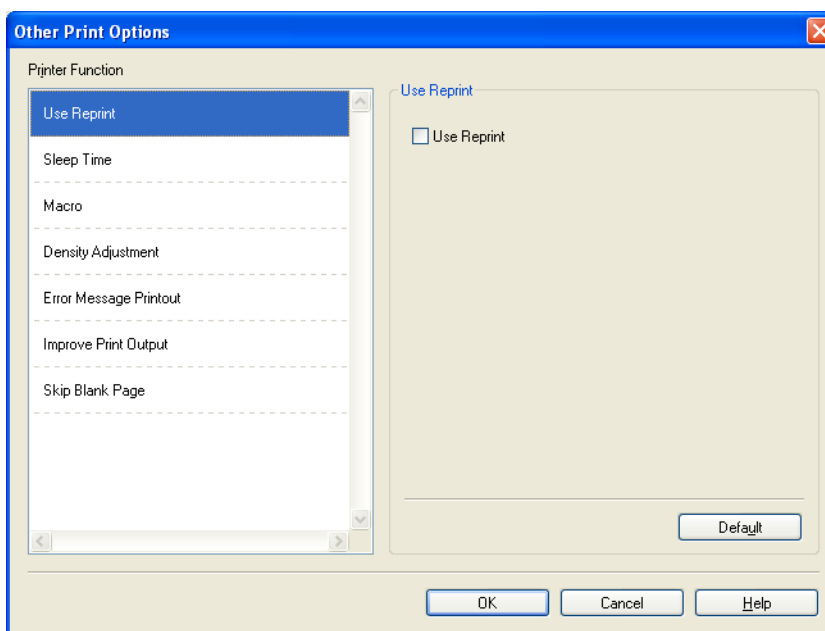 Other Print Options
Printer Function
Use Reprint
Sleep Time
Macro
Density Adjustment
Error Message Printout
Improve Print Output
Skip Blank Page
Use Reprint
Use Reprint
Default
OK
Cancel
Help